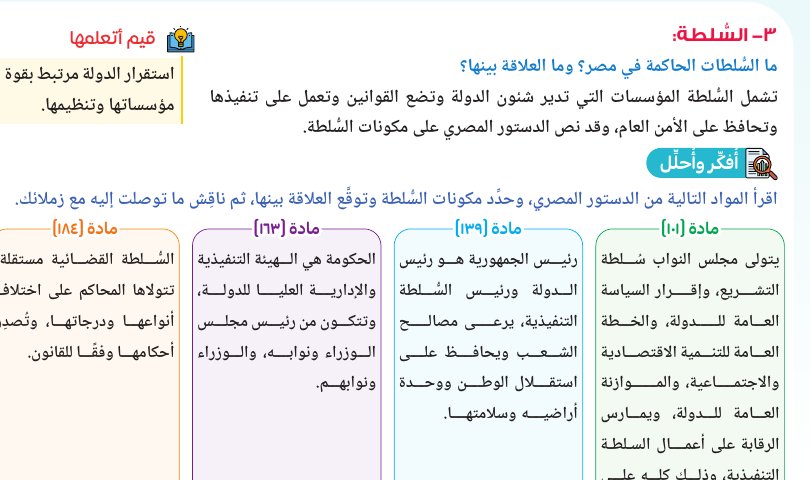 ٣- السُّلطة:
ما السُّلطات الحاكمة في مصر؟ وما العلاقة بينها؟
تشمل السُّلطة المؤسسات التي تدير شئون الدولة وتضع القوانين وتعمل على تنفيذها
وتحافظ على الأمن العام، وقد نص الدستور المصري على مكونات السُّلطة.
قيم أتعلمها
استقرار الدولة مرتبط بقوة
مؤسساتها وتنظيمها.
أفكِّر وأحلِّل
اقرأ المواد التالية من الدستور المصري، وحدِّد مكونات السُّلطة وتوقَّع العلاقة بينها، ثم ناقِش ما توصلت إليه مع زملائك.
مادة (١٠١)
يتولى مجلس النواب سُلطة
التشريع، وإقرار السياسة
العامة للدولة، والخطة
العامة للتنمية الاقتصادية
والاجتماعية، والموازنة
العامة للدولة، ويمارس
الرقابة على أعمال السلطة
التنفيذية، وذلك كله على
مادة (١٣٩)
رئيس الجمهورية هو رئيس
الدولة ورئيس السُّلطة
التنفيذية، يرعى مصالح
الشعب ويحافظ على
استقلال الوطن ووحدة
أراضيه وسلامتها.
مادة (١٦٣)
الحكومة هي الهيئة التنفيذية
والإدارية العليا للدولة،
وتتكون من رئيس مجلس
الوزراء ونوابه، والوزراء
ونوابهم.
مادة (١٨٤)
السُّلطة القضائية مستقلة
تتولاها المحاكم على اختلاف
أنواعها ودرجاتها، وتُصدِر
أحكامها وفقًا للقانون.